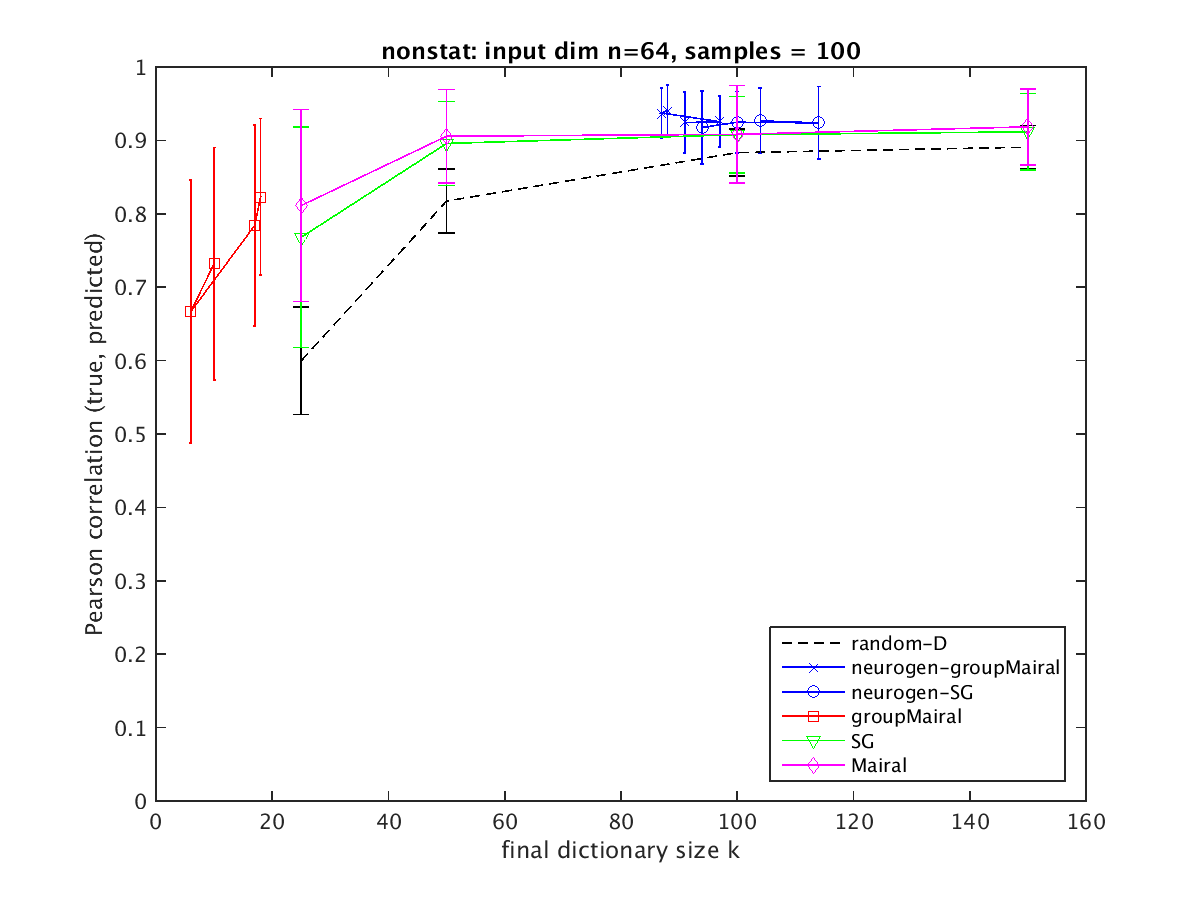 nonstat: input dim n=64, samples = 100
1
0.9
0.8
0.7
0.6
0.5
0.4
0.3
0.2
0.1
0
Pearson correlation (true, predicted)
0 20 40 60 80 100 120 140 160
final dictionary size k
random-D
neurogen-groupMairal
neurogen-SG
groupMairal
SG
Mairal